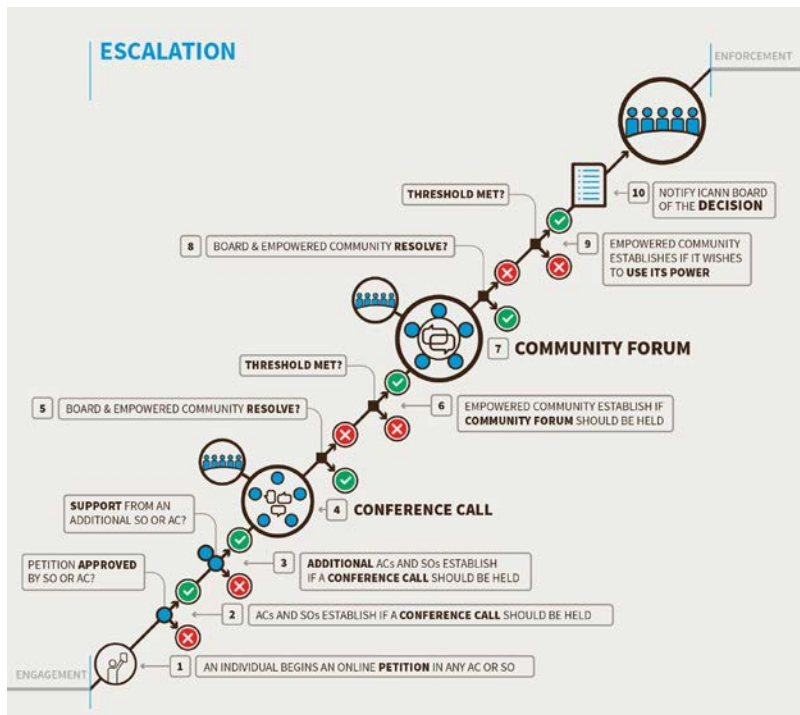 ESCALATION
ENFORCEMENT
10
NOTIFY ICANN BOARD
OF THE DECISION
THRESHOLD MET?
9
EMPOWERED COMMUNITY
ESTABLISHES IF IT WISHES
TO USE ITS POWER
8
BOARD & EMPOWERED COMMUNITY RESOLVE?
7
COMMUNITY FORUM
THRESHOLD MET?
6
EMPOWERED COMMUNITY ESTABLISH IF
COMMUNITY FORUM SHOULD BE HELD
5
BOARD & EMPOWERED COMMUNITY RESOLVE?
4
CONFERENCE CALL
SUPPORT FROM AN
ADDITIONAL SO OR AC?
3
ADDITIONAL ACs AND SOs ESTABLISH
IF A CONFERENCE CALL SHOULD BE HELD
PETITION APPROVED
BY SO OR AC?
2
ACs AND SOs ESTABLISH IF A CONFERENCE CALL SHOULD BE HELD
1
AN INDIVIDUAL BEGINS AN ONLINE PETITION IN ANY AC OR SO
ENGAGEMENT